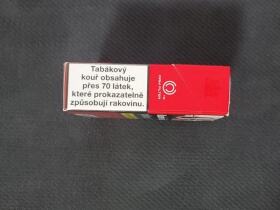 Tabákový
kouř obsahuje
přes 70 látek,
které prokazatelně
způsobují rakovinu.